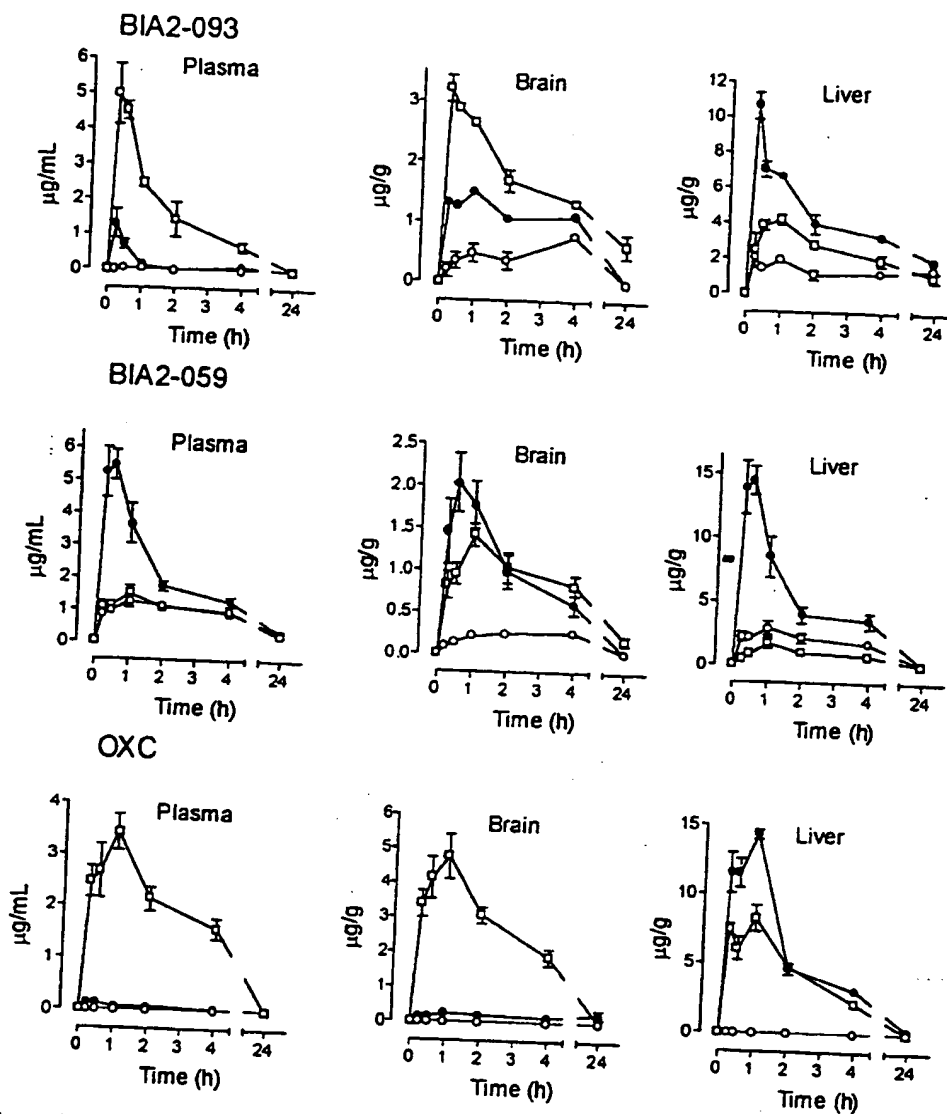 BIA2-093
Plasma
Brain
Liver
µg/mL
6
5
4
3
2
1
0
0 1 2 3 4 24
Time (h)
µg/g
3
2
1
0
0 1 2 3 4 24
Time (h)
µg/g
12
10
8
6
4
2
0
0 1 2 3 4 24
Time (h)
BIA2-059
Plasma
Brain
Liver
µg/mL
6
5
4
3
2
1
0
0 1 2 3 4 24
Time (h)
µg/g
2.5
2.0
1.5
1.0
0.5
0.0
0 1 2 3 4 24
Time (h)
µg/g
15
10
5
0
0 1 2 3 4 24
Time (h)
OXC
Plasma
Brain
Liver
µg/mL
4
3
2
1
0
0 1 2 3 4 24
Time (h)
µg/g
6
5
4
3
2
1
0
0 1 2 3 4 24
Time (h)
µg/g
15
10
5
0
0 1 2 3 4 24
Time (h)